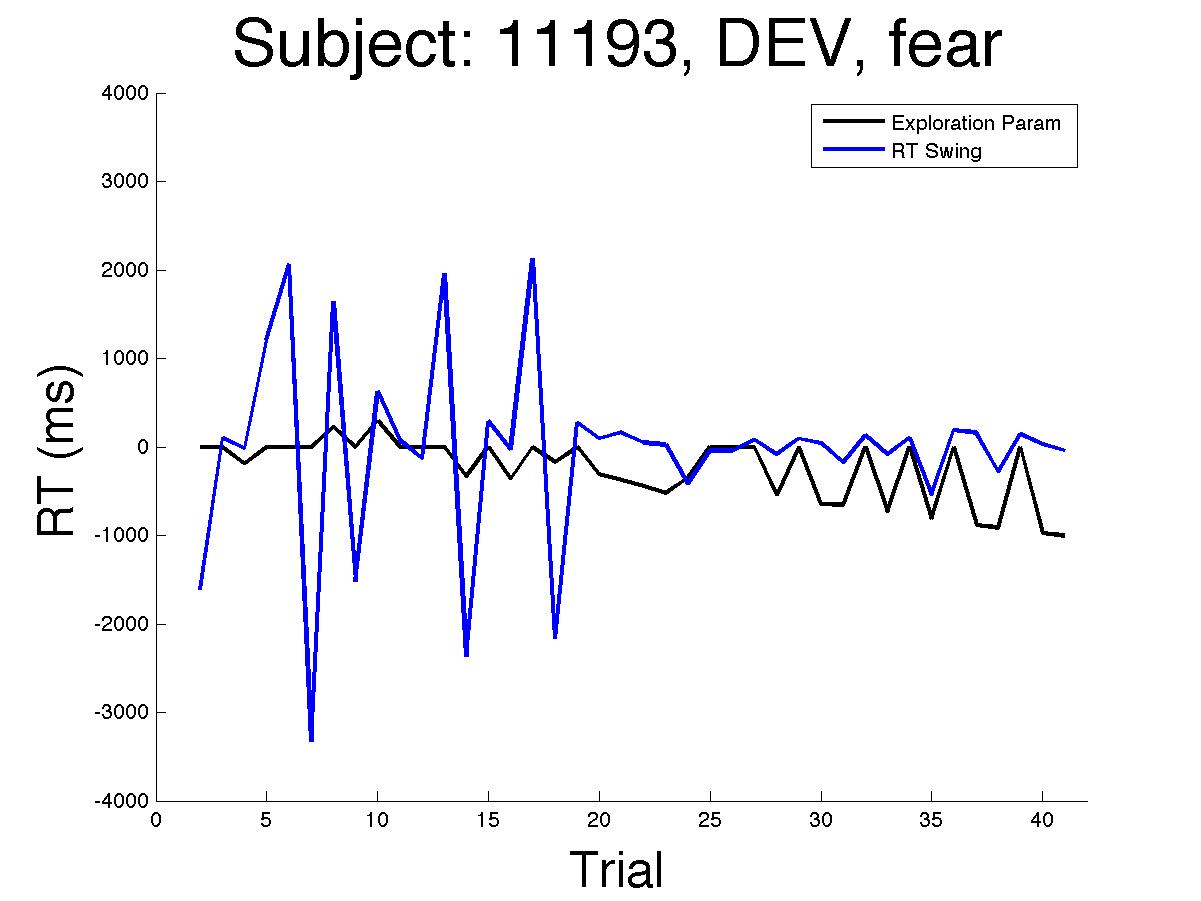 Subject: 11193, DEV, fear
4000
3000
2000
1000
0
-1000
-2000
-3000
-4000
RT (ms)
Exploration Param
RT Swing
0 5 10 15 20 25 30 35 40
Trial